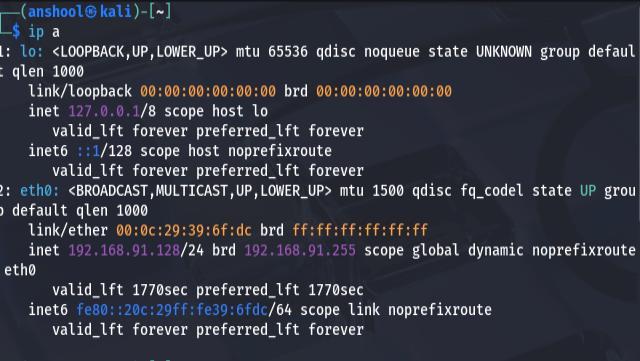 (anshool㉿kali)-[~]
$ ip a
1: lo: <LOOPBACK,UP,LOWER_UP> mtu 65536 qdisc noqueue state UNKNOWN group defaul
t qlen 1000
link/loopback 00:00:00:00:00:00 brd 00:00:00:00:00:00
inet 127.0.0.1/8 scope host lo
valid_lft forever preferred_lft forever
inet6 ::1/128 scope host noprefixroute
valid_lft forever preferred_lft forever
2: eth0: <BROADCAST,MULTICAST,UP,LOWER_UP> mtu 1500 qdisc fq_codel state UP grou
p default qlen 1000
link/ether 00:0c:29:39:6f:dc brd ff:ff:ff:ff:ff:ff
inet 192.168.91.128/24 brd 192.168.91.255 scope global dynamic noprefixroute
eth0
valid_lft 1770sec preferred_lft 1770sec
inet6 fe80::20c:29ff:fe39:6fdc/64 scope link noprefixroute
valid_lft forever preferred_lft forever